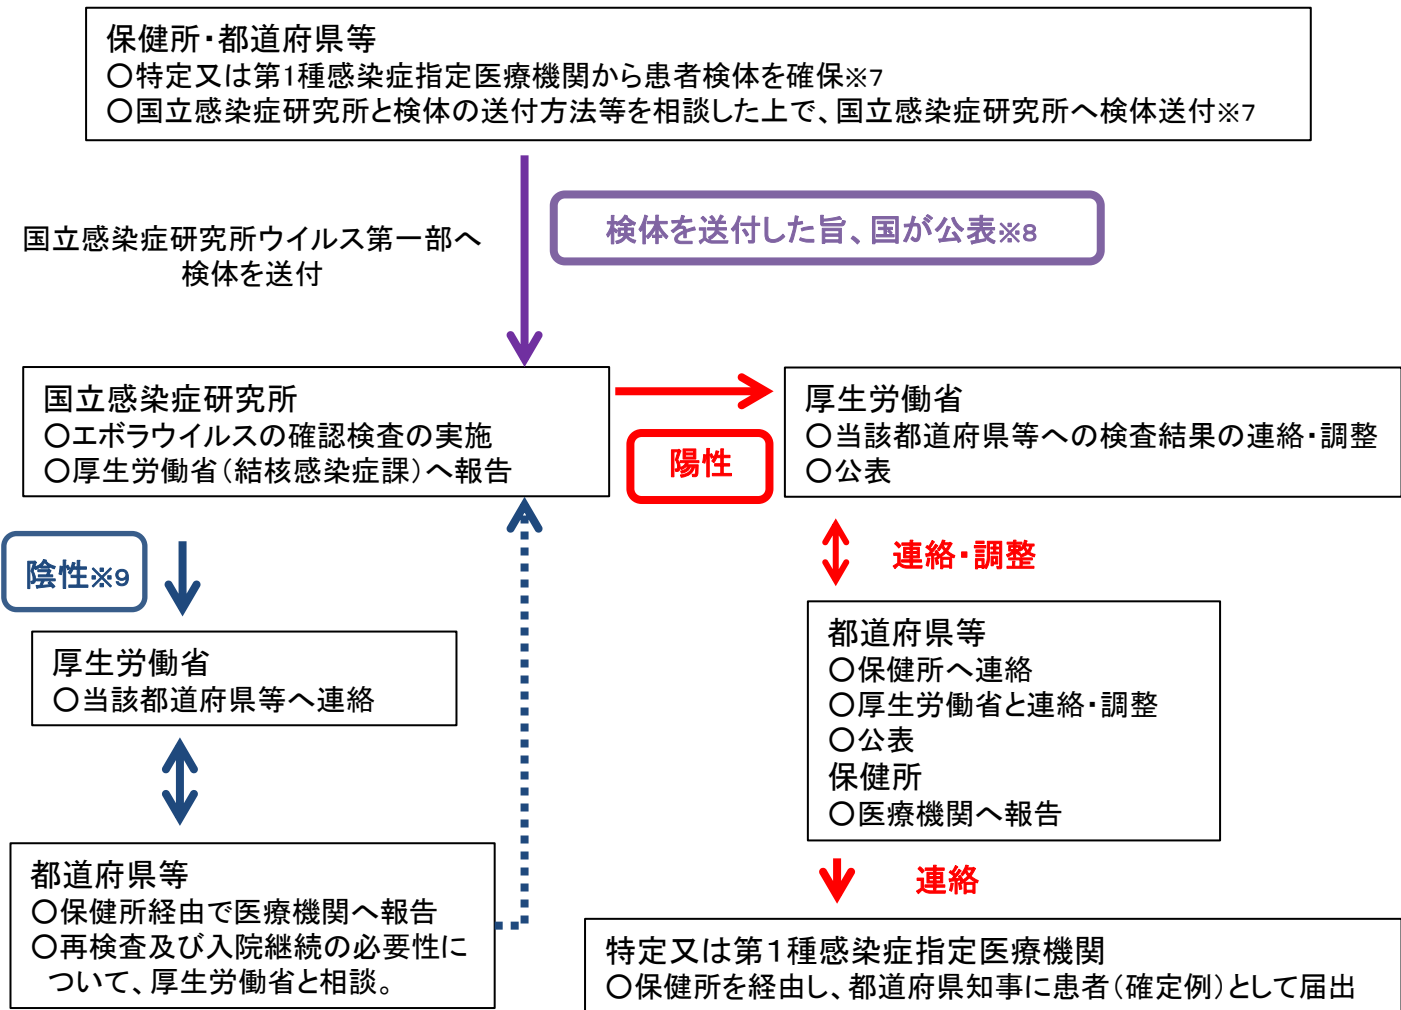 保健所・都道府県等
○特定又は第1種感染症指定医療機関から患者検体を確保※7
○国立感染症研究所と検体の送付方法等を相談した上で、国立感染症研究所へ検体送付※7
国立感染症研究所ウイルス第一部へ
検体を送付
検体を送付した旨、国が公表※8
国立感染症研究所
○エボラウイルスの確認検査の実施
○厚生労働省（結核感染症課）へ報告
陽性
厚生労働省
○当該都道府県等への検査結果の連絡・調整
○公表
陰性※9
連絡・調整
厚生労働省
○当該都道府県等へ連絡
都道府県等
○保健所へ連絡
○厚生労働省と連絡・調整
○公表
保健所
○医療機関へ報告
都道府県等
○保健所経由で医療機関へ報告
○再検査及び入院継続の必要性に
ついて、厚生労働省と相談。
連絡
特定又は第１種感染症指定医療機関
○保健所を経由し、都道府県知事に患者（確定例）として届出